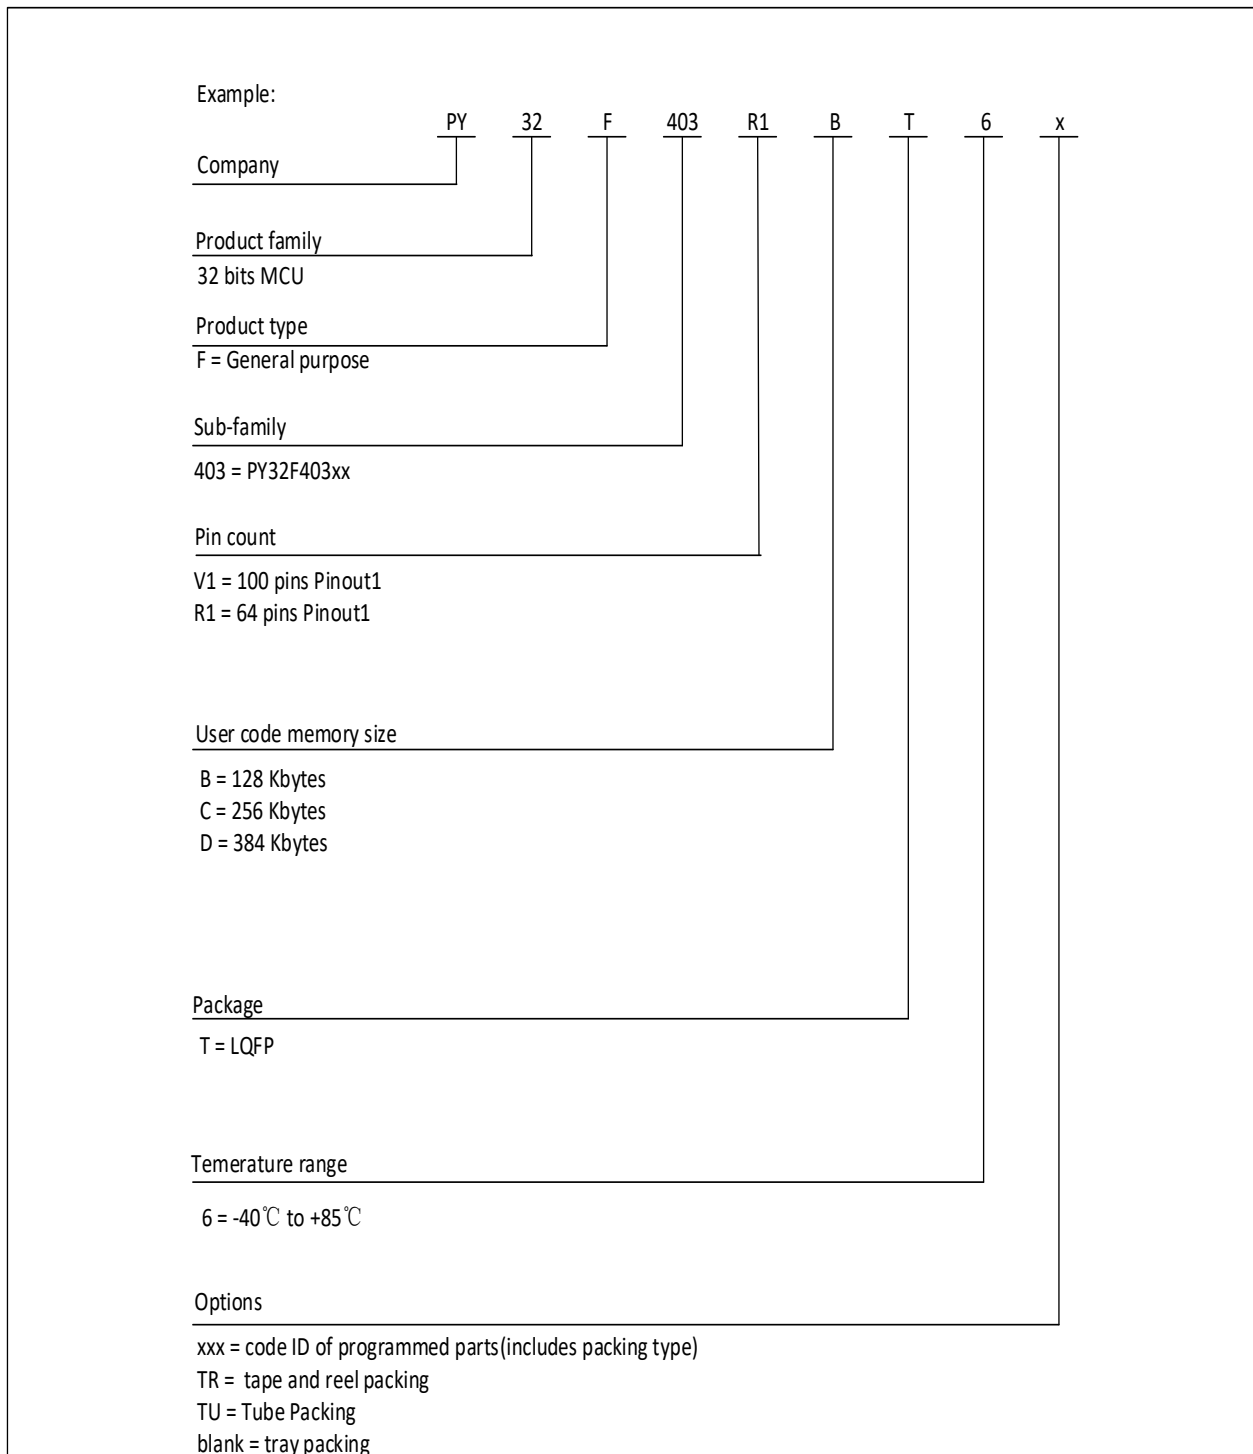 Example:
PY 32 F 403 R1 B T 6 x
Company
Product family
32 bits MCU
Product type
F = General purpose
Sub-family
403 = PY32F403xx
Pin count
V1 = 100 pins Pinout1
R1 = 64 pins Pinout1
User code memory size
B = 128 Kbytes
C = 256 Kbytes
D = 384 Kbytes
Package
T = LQFP
Temerature range
6 = -40℃ to +85℃
Options
xxx = code ID of programmed parts(includes packing type)
TR = tape and reel packing
TU = Tube Packing
blank = tray packing